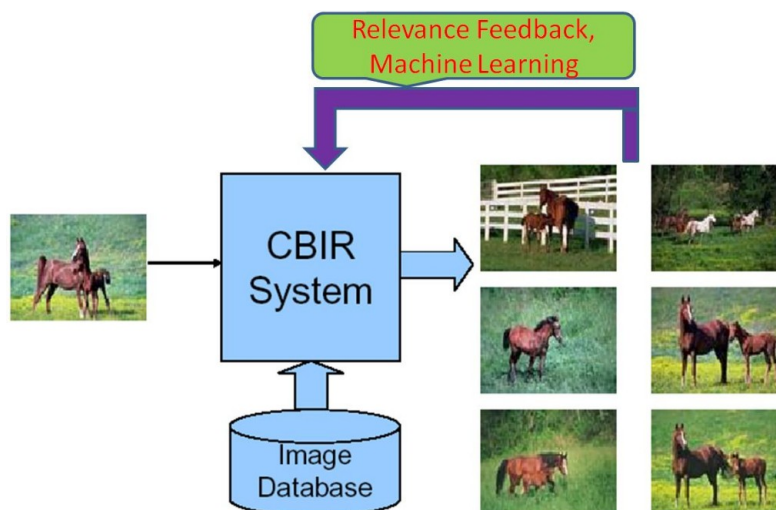 Relevance Feedback,
Machine Learning
CBIR
System
Image
Database